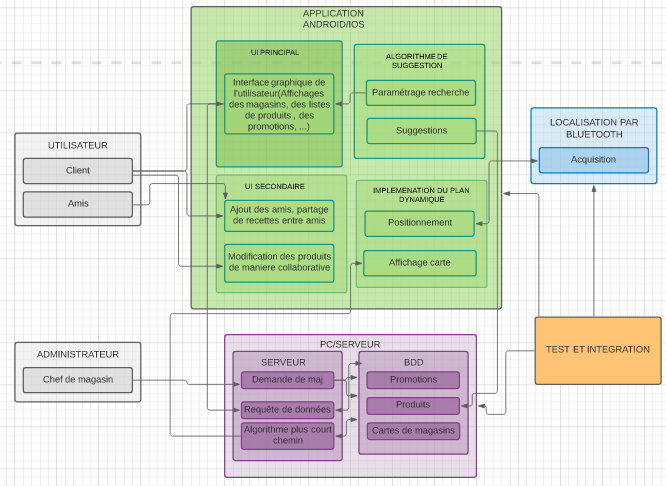 APPLICATION
ANDROID/IOS
UI PRINCIPAL
Interface graphique de
l'utilisateur(Affichages
des magasins, des listes
de produits , des
promotions, ...)
ALGORITHME DE
SUGGESTION
Paramétrage recherche
Suggestions
UTILISATEUR
Client
Amis
LOCALISATION PAR
BLUETOOTH
Acquisition
UI SECONDAIRE
Ajout des amis, partage
de recettes entre amis
Modification des produits
de maniere collaborative
IMPLEMENATION DU PLAN
DYNAMIQUE
Positionnement
Affichage carte
TEST ET INTEGRATION
ADMINISTRATEUR
Chef de magasin
PC/SERVEUR
SERVEUR
Demande de maj
Requête de données
Algorithme plus court
chemin
BDD
Promotions
Produits
Cartes de magasins